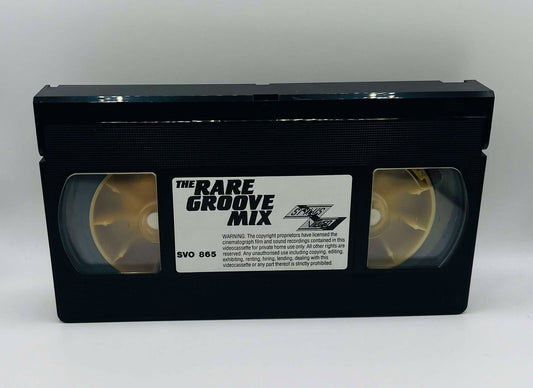 THE RARE
GROOVE
MIX
SVO 865
WARNING. The copyright proprietors have licensed the
cinematograph film and sound recordings contained in this
videocassette for private home use only. All other rights are
reserved. Any unauthorised use including copying, editing,
exhibiting, renting, hiring, lending, dealing with this
videocassette or any part thereof is strictly prohibited.